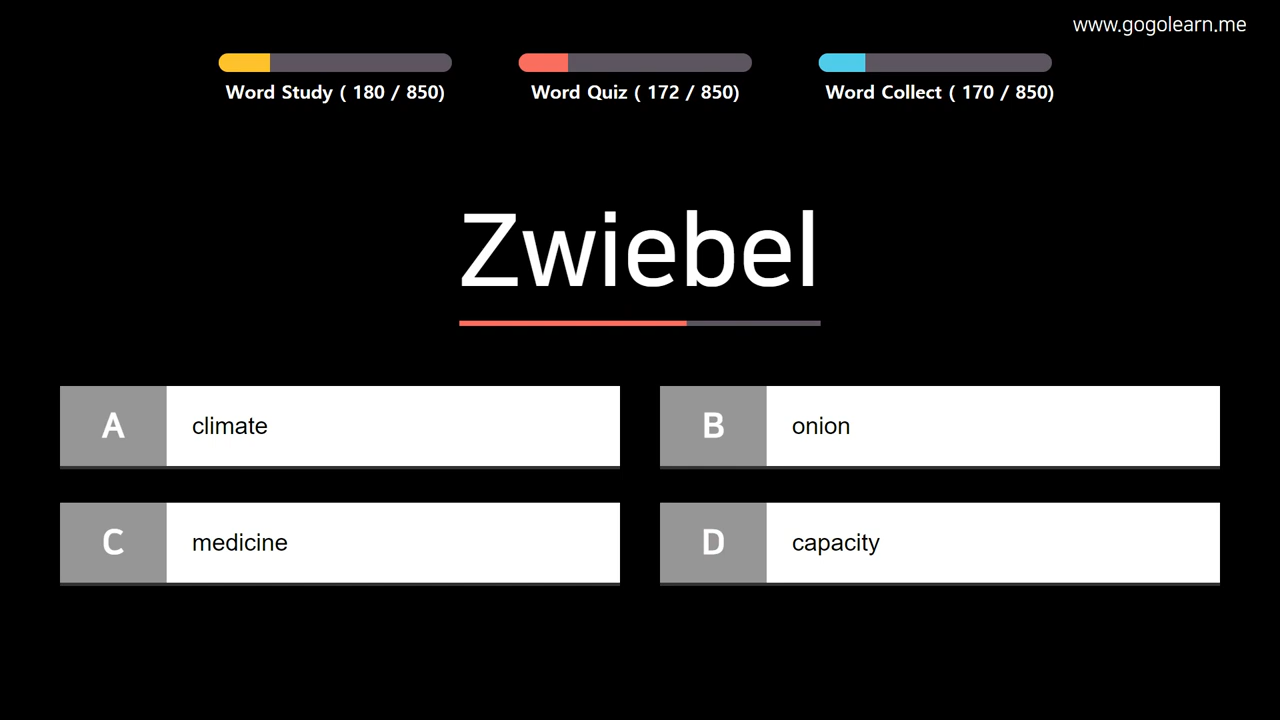 www.gogolearn.me
Word Study ( 180 / 850)
Word Quiz ( 172 / 850)
Word Collect ( 170 / 850)
Zwiebel
A climate
B onion
C medicine
D capacity